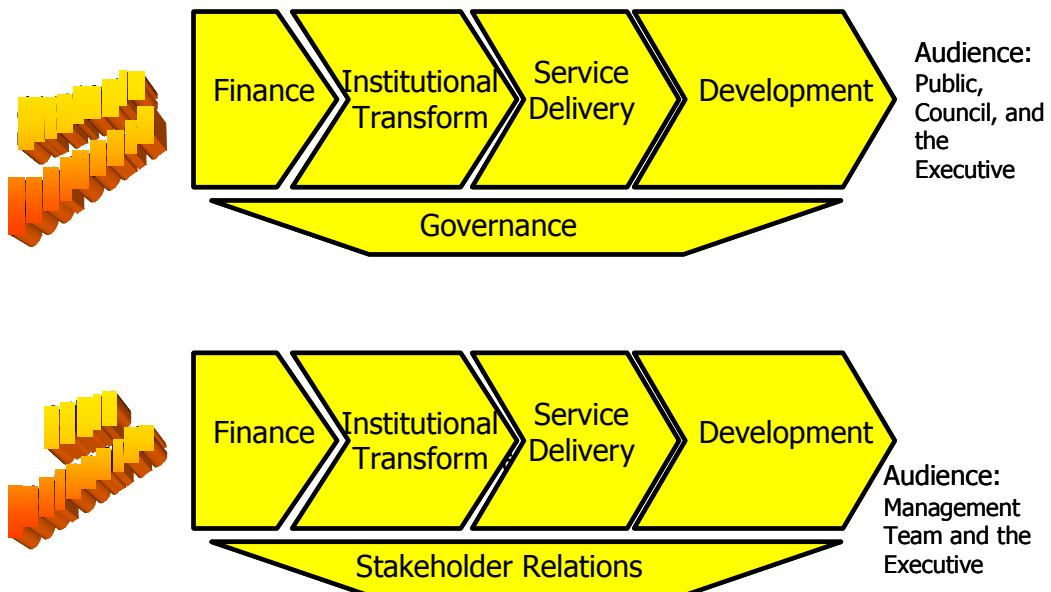 Finance
Institutional
Transform
Service
Delivery
Development
Audience:
Public,
Council, and
the
Executive
Governance
Finance
Institutional
Transform
Service
Delivery
Development
Audience:
Management
Team and the
Executive
Stakeholder Relations